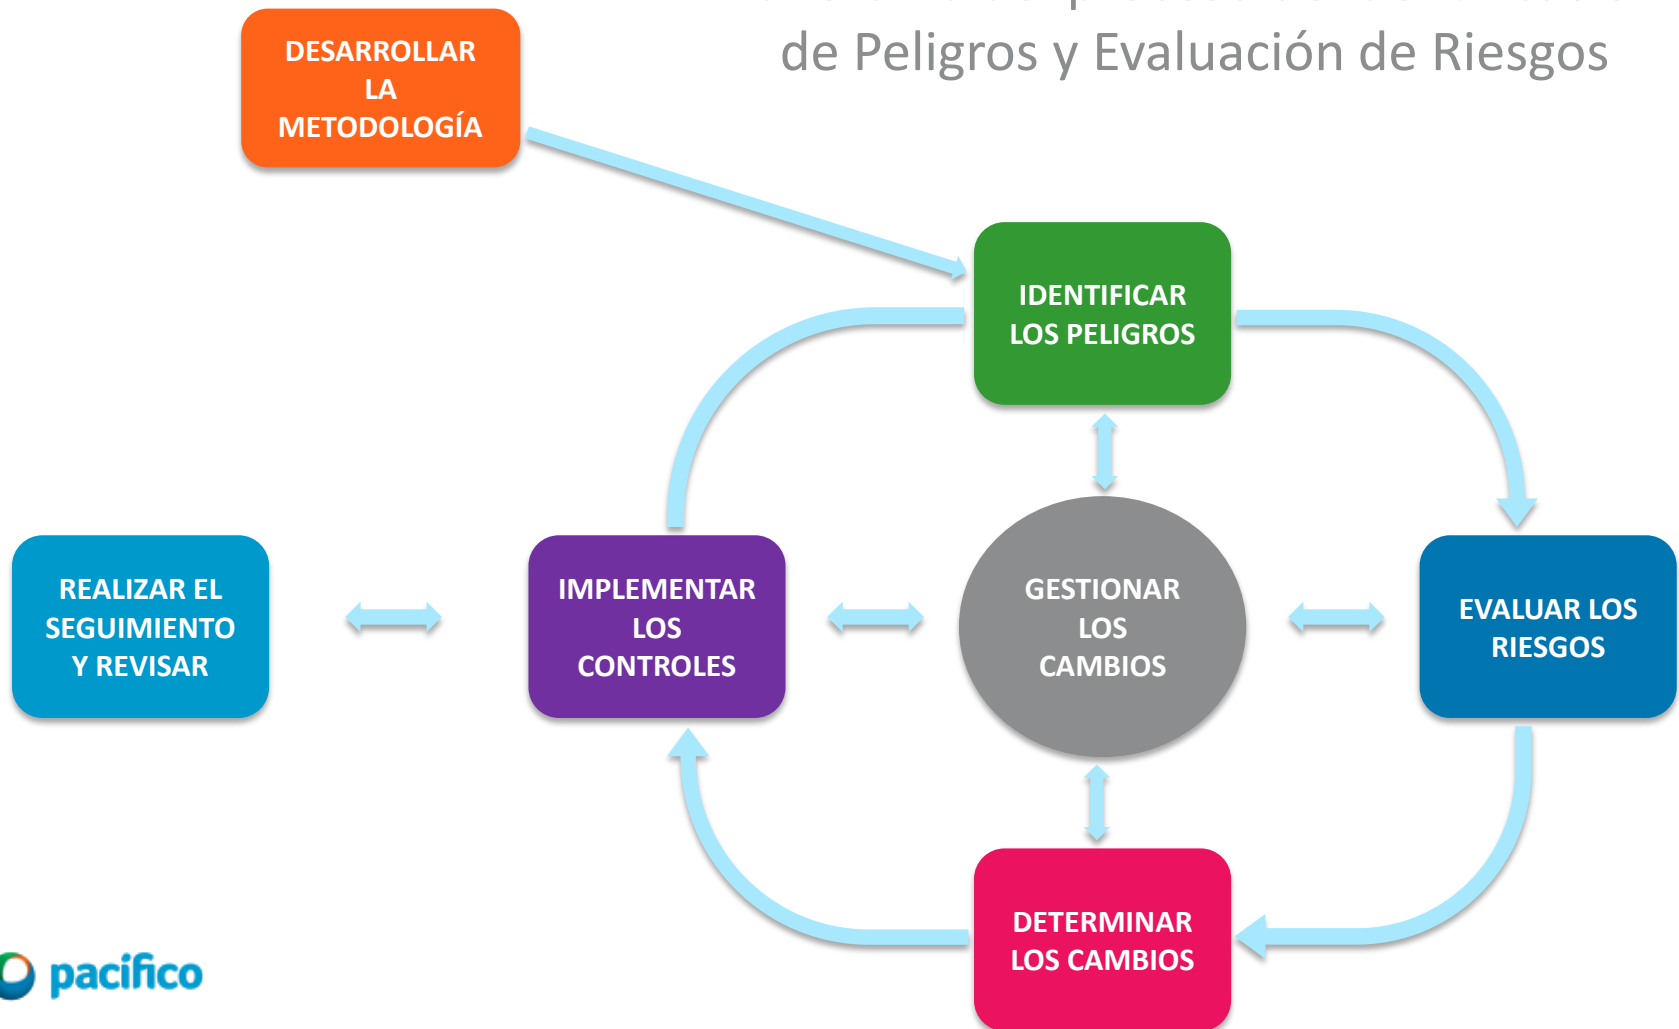 de Peligros y Evaluación de Riesgos
DESARROLLAR
LA
METODOLOGÍA
IDENTIFICAR
LOS PELIGROS
REALIZAR EL
SEGUIMIENTO
Y REVISAR
IMPLEMENTAR
LOS
CONTROLES
GESTIONAR
LOS
CAMBIOS
EVALUAR LOS
RIESGOS
DETERMINAR
LOS CAMBIOS
pacifico